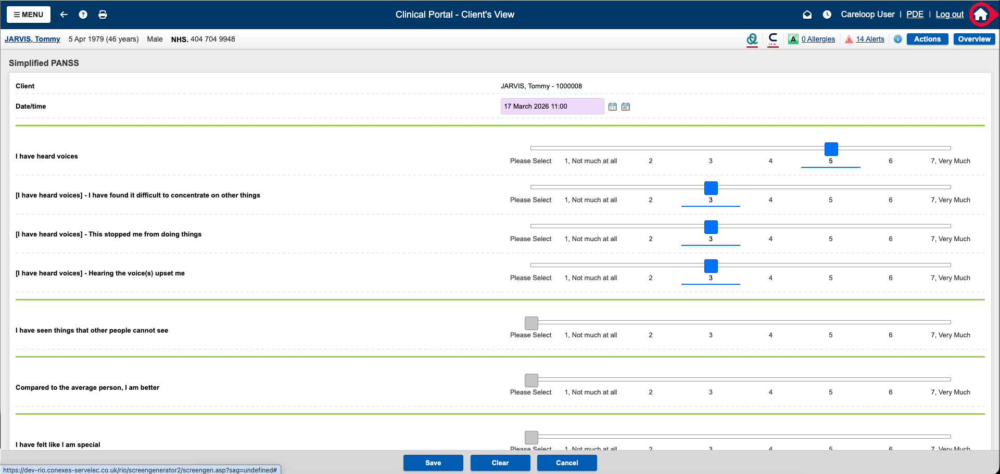 ☰ MENU
Clinical Portal - Client's View
Careloop User | PDE | Log out
JARVIS, Tommy 5 Apr 1979 (46 years) Male NHS. 404 704 9948
A 0 Allergies 14 Alerts Actions Overview
Simplified PANSS
Client JARVIS, Tommy - 1000008
Date/time 17 March 2026 11:00
I have heard voices
Please Select 1, Not much at all 2 3 4 5 6 7, Very Much
[I have heard voices] - I have found it difficult to concentrate on other things
Please Select 1, Not much at all 2 3 4 5 6 7, Very Much
[I have heard voices] - This stopped me from doing things
Please Select 1, Not much at all 2 3 4 5 6 7, Very Much
[I have heard voices] - Hearing the voice(s) upset me
Please Select 1, Not much at all 2 3 4 5 6 7, Very Much
I have seen things that other people cannot see
Please Select 1, Not much at all 2 3 4 5 6 7, Very Much
Compared to the average person, I am better
Please Select 1, Not much at all 2 3 4 5 6 7, Very Much
I have felt like I am special
Please Select 1, Not much at all 2 3 4 5 6 7, Very Much
Save Clear Cancel
https://dev-rio.conexes-servelec.co.uk/rio/screengenerator2/screengen.asp?sag=undefined#